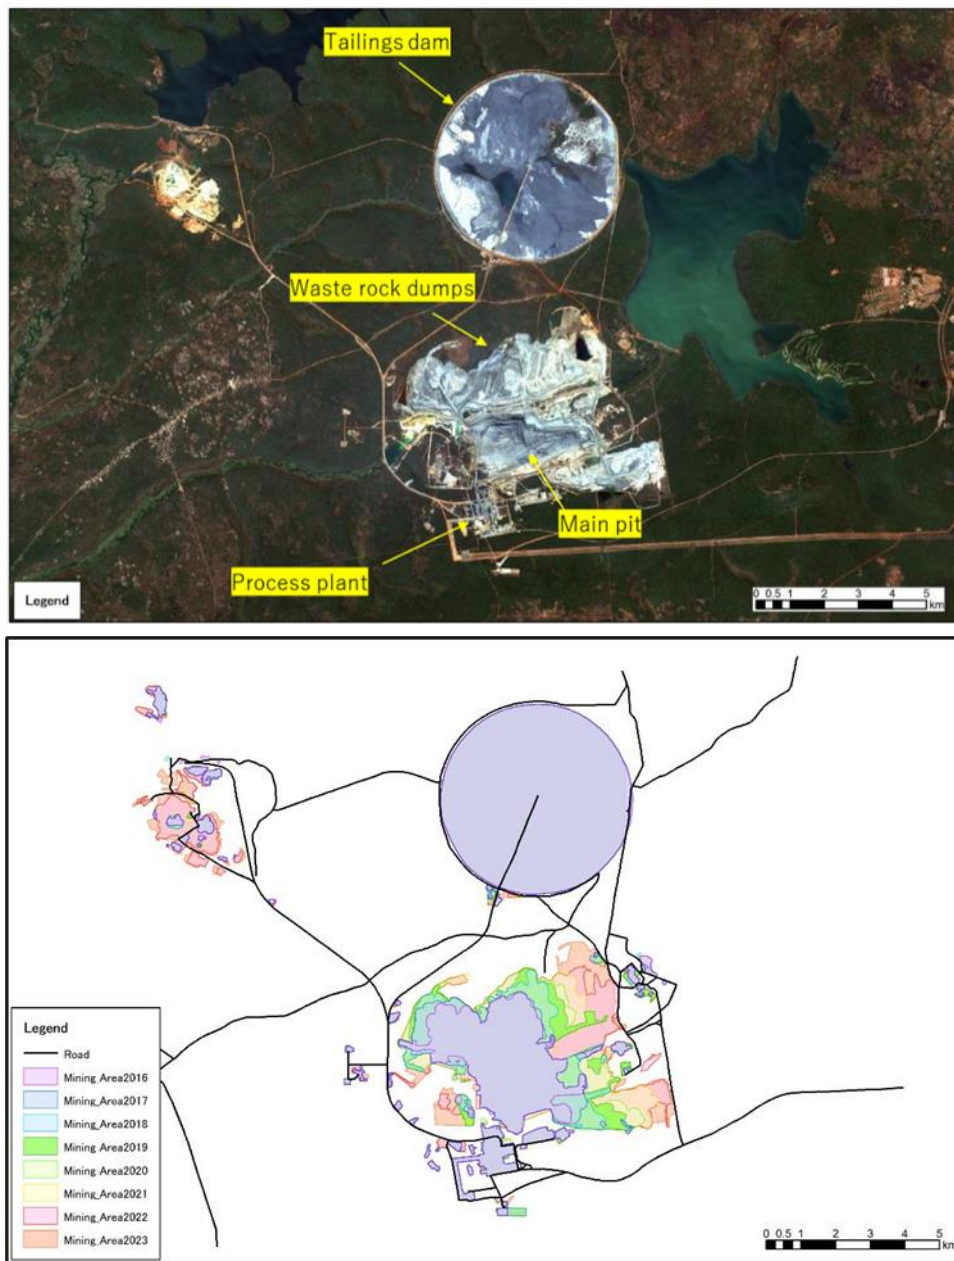 Tailings dam
Waste rock dumps
Main pit
Process plant
Legend
0 0.5 1 2 3 4 5
km
Legend
Road
Mining_Area2016
Mining_Area2017
Mining_Area2018
Mining_Area2019
Mining_Area2020
Mining_Area2021
Mining_Area2022
Mining_Area2023
0 0.5 1 2 3 4 5
km